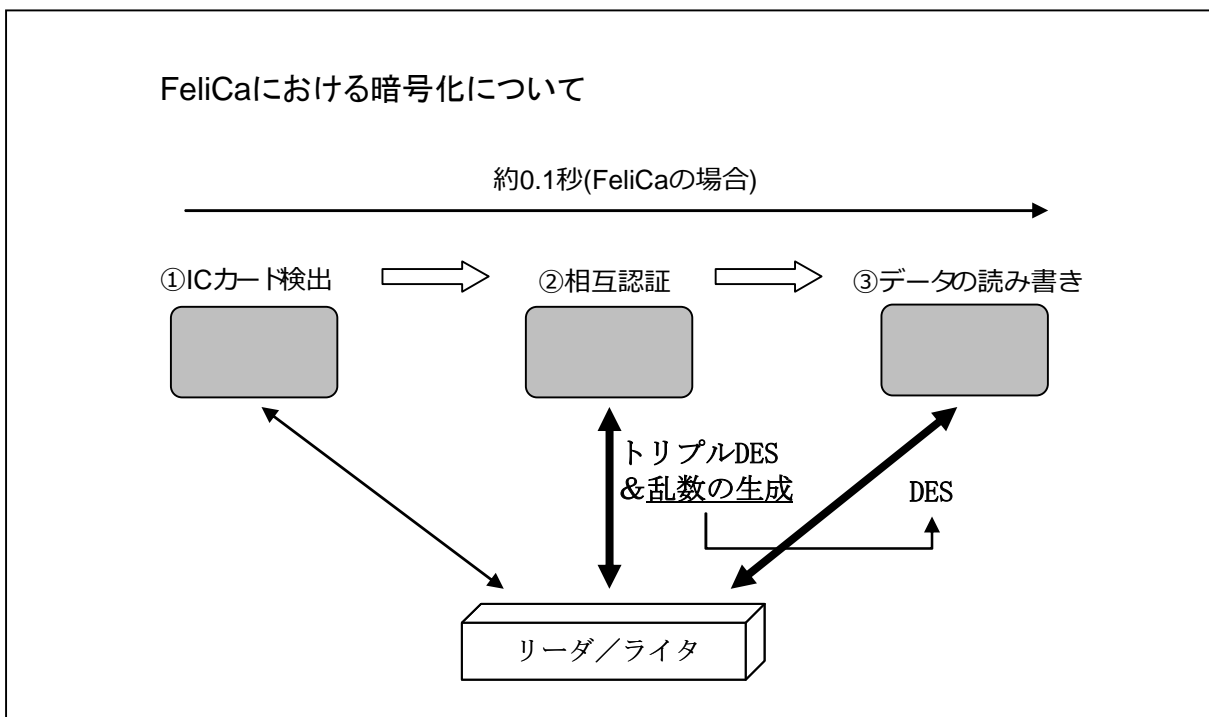 FeliCaにおける暗号化について
約0.1秒(FeliCaの場合)
①ICカード検出
②相互認証
③データの読み書き
トリプルDES
&乱数の生成
DES
リーダ／ライタ